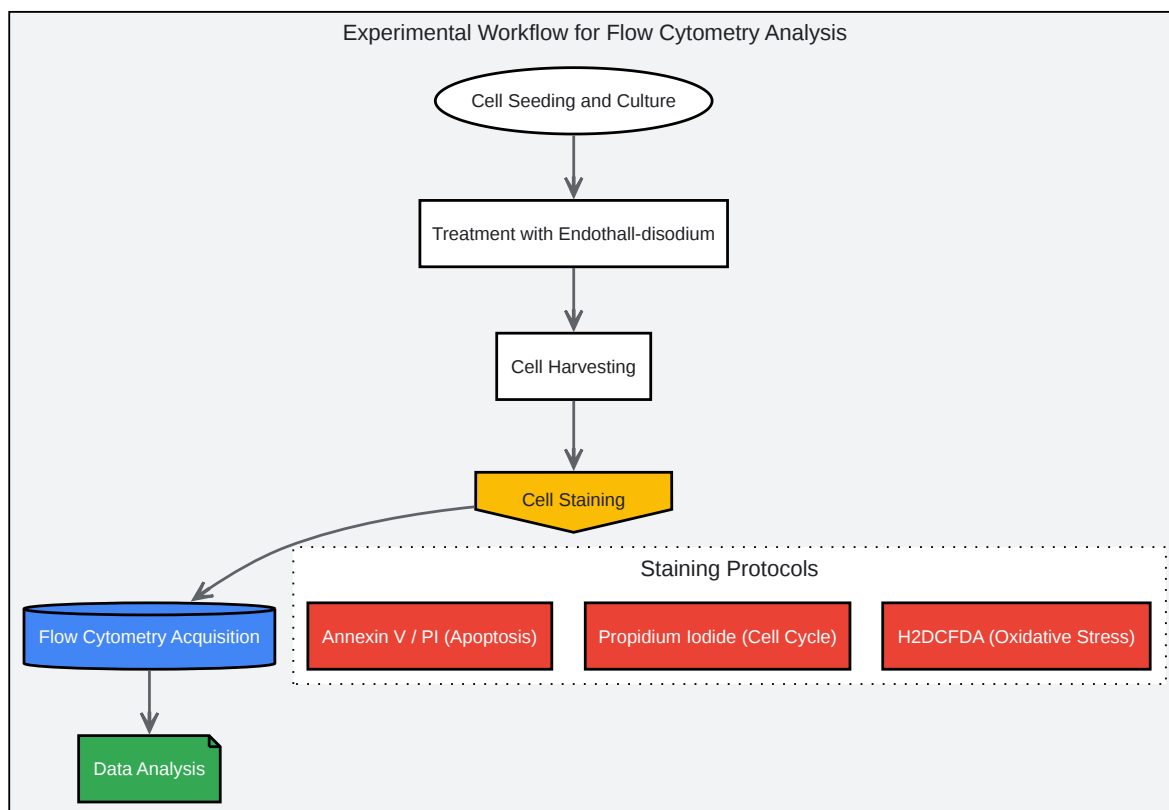 Experimental Workflow for Flow Cytometry Analysis
Cell Seeding and Culture
Treatment with Endothall-disodium
Cell Harvesting
Cell Staining
Staining Protocols
Flow Cytometry Acquisition
Annexin V / PI (Apoptosis)
Propidium Iodide (Cell Cycle)
H2DCFDA (Oxidative Stress)
Data Analysis